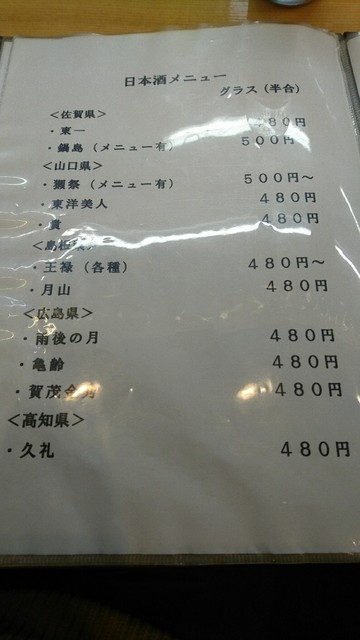 日本酒メニュー
グラス（半合）
＜佐賀県＞
・東一 480円
・鍋島（メニュー有） 500円
＜山口県＞
・獺祭（メニュー有） 500円～
・東洋美人 480円
・貴 480円
＜島根県＞
・王禄（各種） 480円～
・月山 480円
＜広島県＞
・雨後の月 480円
・亀齢 480円
・賀茂金秀 480円
＜高知県＞
・久礼 480円